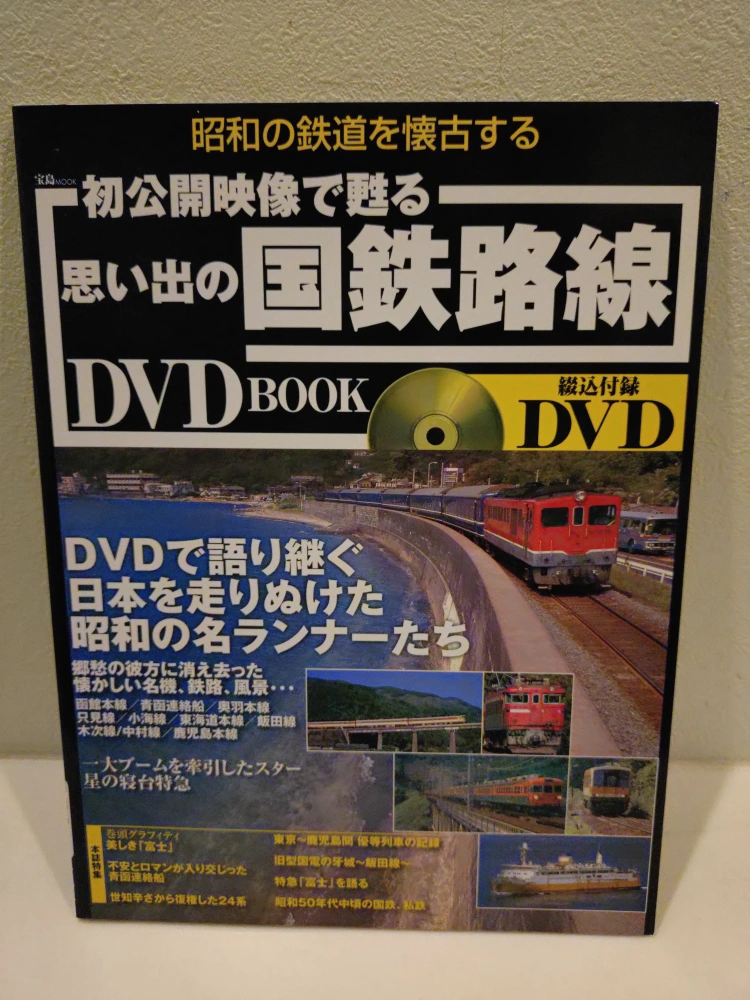 昭和の鉄道を懐古する
宝島MOOK
初公開映像で甦る
思い出の国鉄路線
DVD BOOK
綴込付録
DVD
DVDで語り継ぐ
日本を走りぬけた
昭和の名ランナーたち
郷愁の彼方に消え去った
懐かしい名機、鉄路、風景・・・
函館本線／青函連絡船／奥羽本線
只見線／小海線／東海道本線／飯田線
木次線/中村線／鹿児島本線
一大ブームを牽引したスター
星の寝台特急
本誌特集
巻頭グラフィティ
美しき「富士」
不安とロマンが入り交じった
青函連絡船
世知辛さから復権した24系
東京〜鹿児島間 優等列車の記録
旧型国電の牙城〜飯田線〜
特急「富士」を語る
昭和50年代中頃の国鉄、私鉄